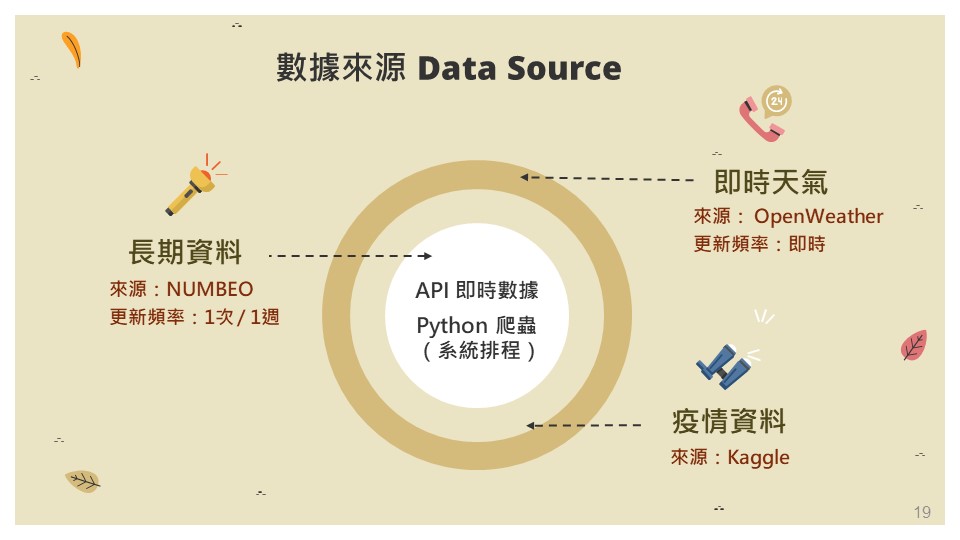 數據來源 Data Source
24
即時天氣
來源： OpenWeather
更新頻率：即時
長期資料
來源：NUMBEO
更新頻率：1次 / 1週
API 即時數據
Python 爬蟲
（系統排程）
疫情資料
來源：Kaggle
19